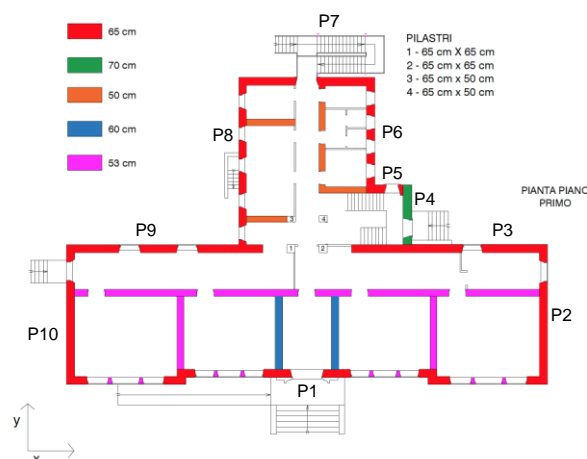 65 cm
70 cm
50 cm
60 cm
53 cm
P7
PILASTRI
1 - 65 cm X 65 cm
2 - 65 cm x 65 cm
3 - 65 cm x 50 cm
4 - 65 cm x 50 cm
P8
P6
P5
P4
PIANTA PIANO
PRIMO
3
4
P9
P3
1
2
P10
P2
P1
y
x